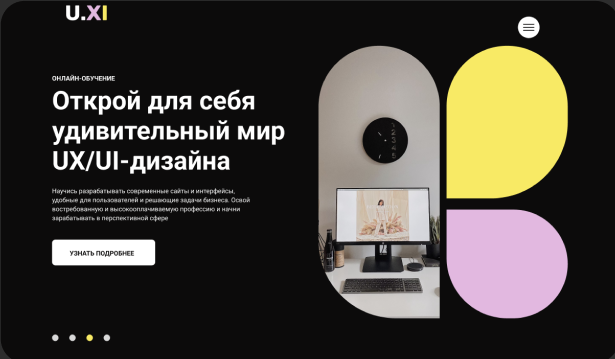 U.XI
ОНЛАЙН-ОБУЧЕНИЕ
Открой для себя
удивительный мир
UX/UI-дизайна
Научись разрабатывать современные сайты и интерфейсы,
удобные для пользователей и решающие задачи бизнеса. Освой
востребованную и высокооплачиваемую профессию и начни
зарабатывать в перспективной сфере
УЗНАТЬ ПОДРОБНЕЕ